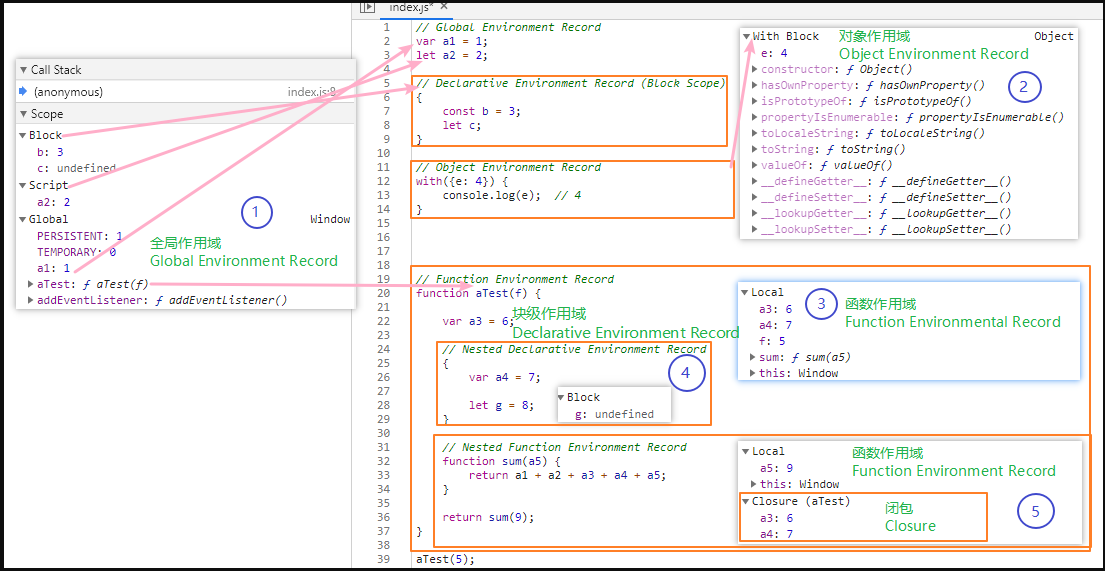 index.js* ×
Call Stack
(anonymous) index.js:8
Scope
Block
b: 3
c: undefined
Script
a2: 2
Global Window
PERSISTENT: 1
TEMPORARY: 0
a1: 1
aTest: ƒ aTest(f)
addEventListener: ƒ addEventListener()
1
全局作用域
Global Environment Record
1 // Global Environment Record
2 var a1 = 1;
3 let a2 = 2;
4
5 // Declarative Environment Record (Block Scope)
6 {
7 const b = 3;
8 let c;
9 }
10
11 // Object Environment Record
12 with({e: 4}) {
13 console.log(e); // 4
14 }
15
16
17
18
19 // Function Environment Record
20 function aTest(f) {
21
22 var a3 = 6;
23
24 // Nested Declarative Environment Record
25 {
26 var a4 = 7;
27
28 let g = 8;
29 }
30
31 // Nested Function Environment Record
32 function sum(a5) {
33 return a1 + a2 + a3 + a4 + a5;
34 }
35
36 return sum(9);
37 }
38
39 aTest(5);
With Block Object
e: 4
constructor: ƒ Object()
hasOwnProperty: ƒ hasOwnProperty()
isPrototypeOf: ƒ isPrototypeOf()
propertyIsEnumerable: ƒ propertyIsEnumerable()
toLocaleString: ƒ toLocaleString()
toString: ƒ toString()
valueOf: ƒ valueOf()
__defineGetter__: ƒ __defineGetter__()
__defineSetter__: ƒ __defineSetter__()
__lookupGetter__: ƒ __lookupGetter__()
__lookupSetter__: ƒ __lookupSetter__()
对象作用域
Object Environment Record
2
Local
a3: 6
a4: 7
f: 5
sum: ƒ sum(a5)
this: Window
3
函数作用域
Function Environmental Record
块级作用域
Declarative Environment Record
4
Block
g: undefined
Local
a5: 9
this: Window
Closure (aTest)
a3: 6
a4: 7
函数作用域
Function Environment Record
闭包
Closure
5